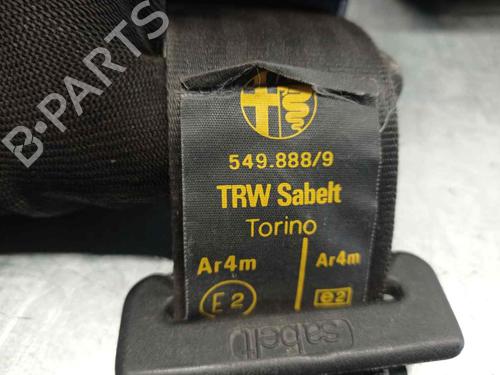 549.888/9
TRW Sabelt
Torino
Ar4m Ar4m
E2 e2
sabelt
B-PARTS